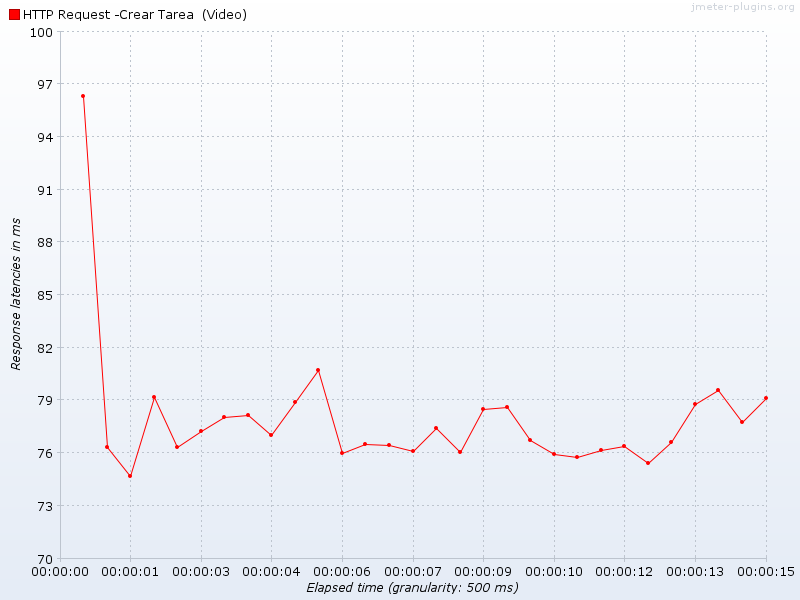 jmeter-plugins.org
HTTP Request -Crear Tarea (Video)
100
97
94
91
88
85
82
79
76
73
70
Response latencies in ms
00:00:00 00:00:01 00:00:03 00:00:04 00:00:06 00:00:07 00:00:09 00:00:10 00:00:12 00:00:13 00:00:15
Elapsed time (granularity: 500 ms)